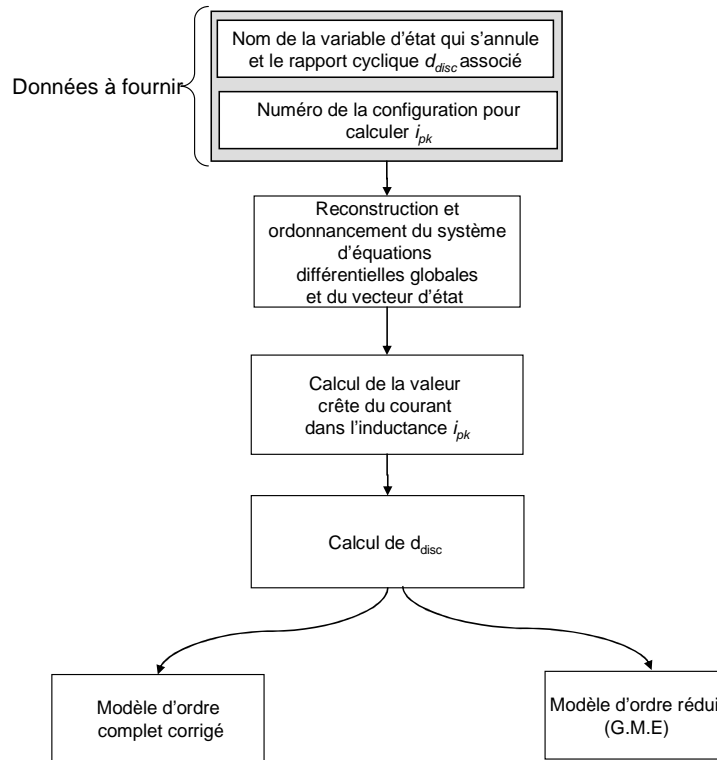 Nom de la variable d'état qui s'annule
et le rapport cyclique d_disc associé
Données à fournir
Numéro de la configuration pour
calculer i_pk
Reconstruction et
ordonnancement du système
d'équations
différentielles globales
et du vecteur d'état
Calcul de la valeur
crête du courant
dans l'inductance i_pk
Calcul de d_disc
Modèle d'ordre
complet corrigé
Modèle d'ordre réduit
(G.M.E)